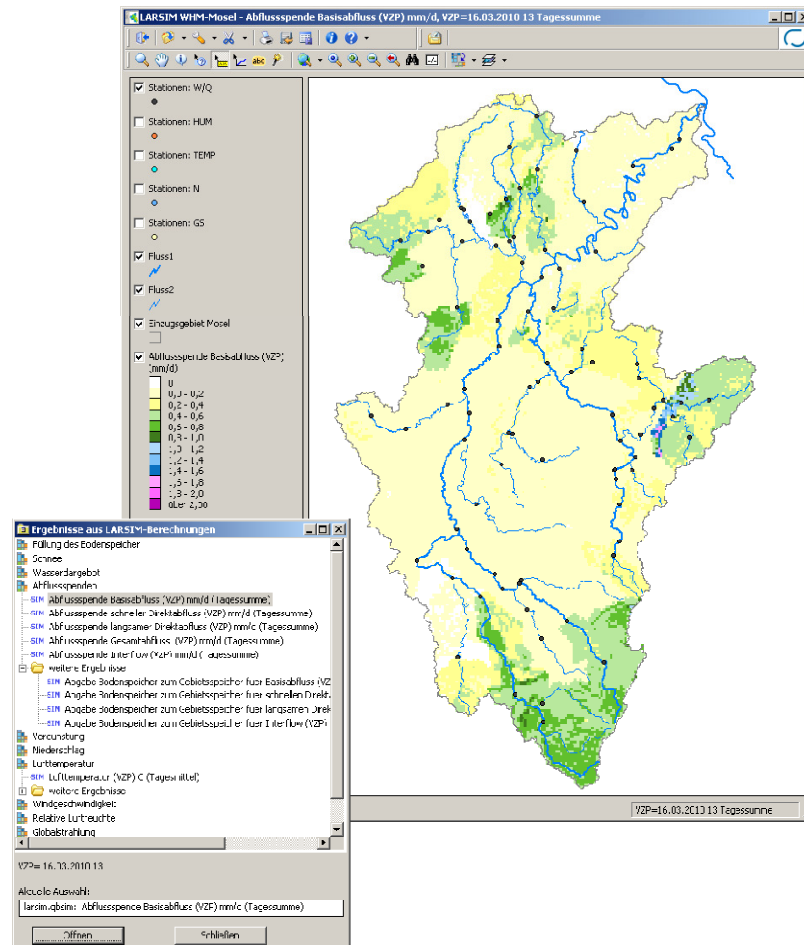 LARSIM WHM-Mosel - Abflussspende Basisabfluss (VZP) mm/d, VZP=16.03.2010 13 Tagessumme
abc
Stationen: W/Q
Stationen: HUM
Stationen: TEMP
Stationen: N
Stationen: GS
Fluss1
Fluss2
Einzugsgebiet Mosel
Abflussspende Basisabfluss (VZP)
(mm/d)
0
0,0 - 0,2
0,2 - 0,4
0,4 - 0,6
0,6 - 0,8
0,8 - 1,0
1,0 - 1,2
1,2 - 1,4
1,4 - 1,6
1,6 - 1,8
1,8 - 2,0
über 2,00
VZP=16.03.2010 13 Tagessumme
Ergebnisse aus LARSIM-Berechnungen
Füllung des Bodenspeicher
Schnee
Wasserdargebot
Abflussspenden
SIM Abflussspende Basisabfluss (VZP) mm/d (Tagessumme)
SIM Abflussspende schneller Direktabfluss (VZP) mm/d (Tagessumme)
SIM Abflussspende langsamer Direktabfluss (VZP) mm/d (Tagessumme)
SIM Abflussspende Gesamtabfluss (VZP) mm/d (Tagessumme)
SIM Abflussspende Interflow (VZP) mm/d (Tagessumme)
weitere Ergebnisse
SIM Abgabe Bodenspeicher zum Gebietsspeicher fuer Basisabfluss (VZ
SIM Abgabe Bodenspeicher zum Gebietsspeicher fuer schnellen Direkt
SIM Abgabe Bodenspeicher zum Gebietsspeicher fuer langsamen Direk
SIM Abgabe Bodenspeicher zum Gebietsspeicher fuer Interflow (VZP)
Verdunstung
Niederschlag
Lufttemperatur
SIM Lufttemperatur (VZP) C (Tagesmittel)
weitere Ergebnisse
Windgeschwindigkeit
Relative Luftfeuchte
Globalstrahlung
VZP= 16.03.2010 13
Aktuelle Auswahl:
larsim.qbsim: Abflussspende Basisabfluss (VZP) mm/d (Tagessumme)
Öffnen
Schließen